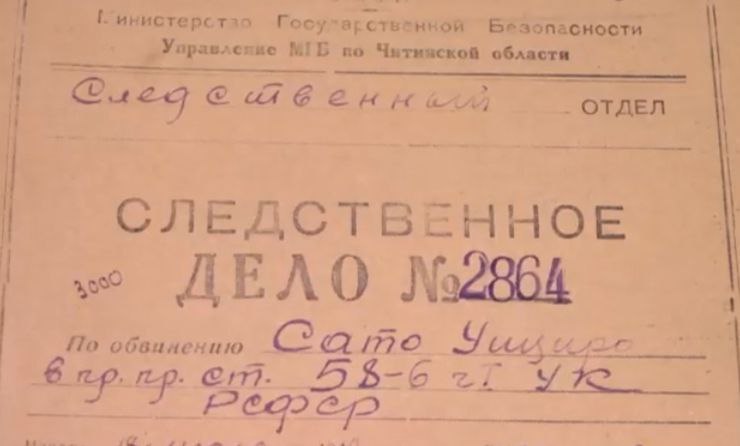 Министерство Государственной Безопасности
Управление МГБ по Читинской области
Следственный ОТДЕЛ
СЛЕДСТВЕННОЕ
3000 ДЕЛО №2864
По обвинению Сато
в пр. пр. ст. 58-6 ч I УК
РСФСР